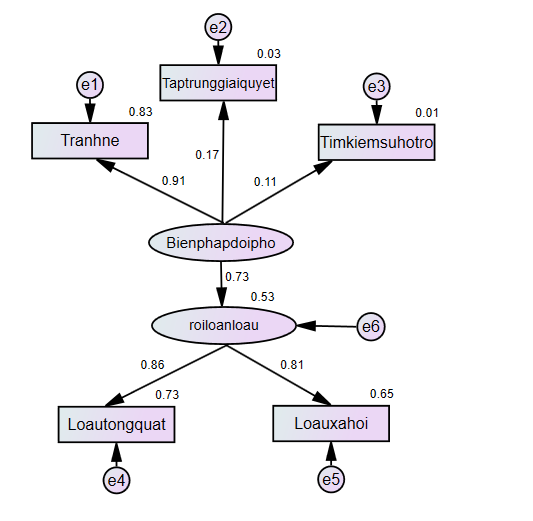 e2
0.03
Taptrunggiaiquyet
e1
e3
0.83
0.01
Tranhne
Timkiemsuhotro
0.17
0.91
0.11
Bienphapdoipho
0.73
0.53
roiloanloau
e6
0.86
0.81
0.73
0.65
Loautongquat
Loauxahoi
e4
e5